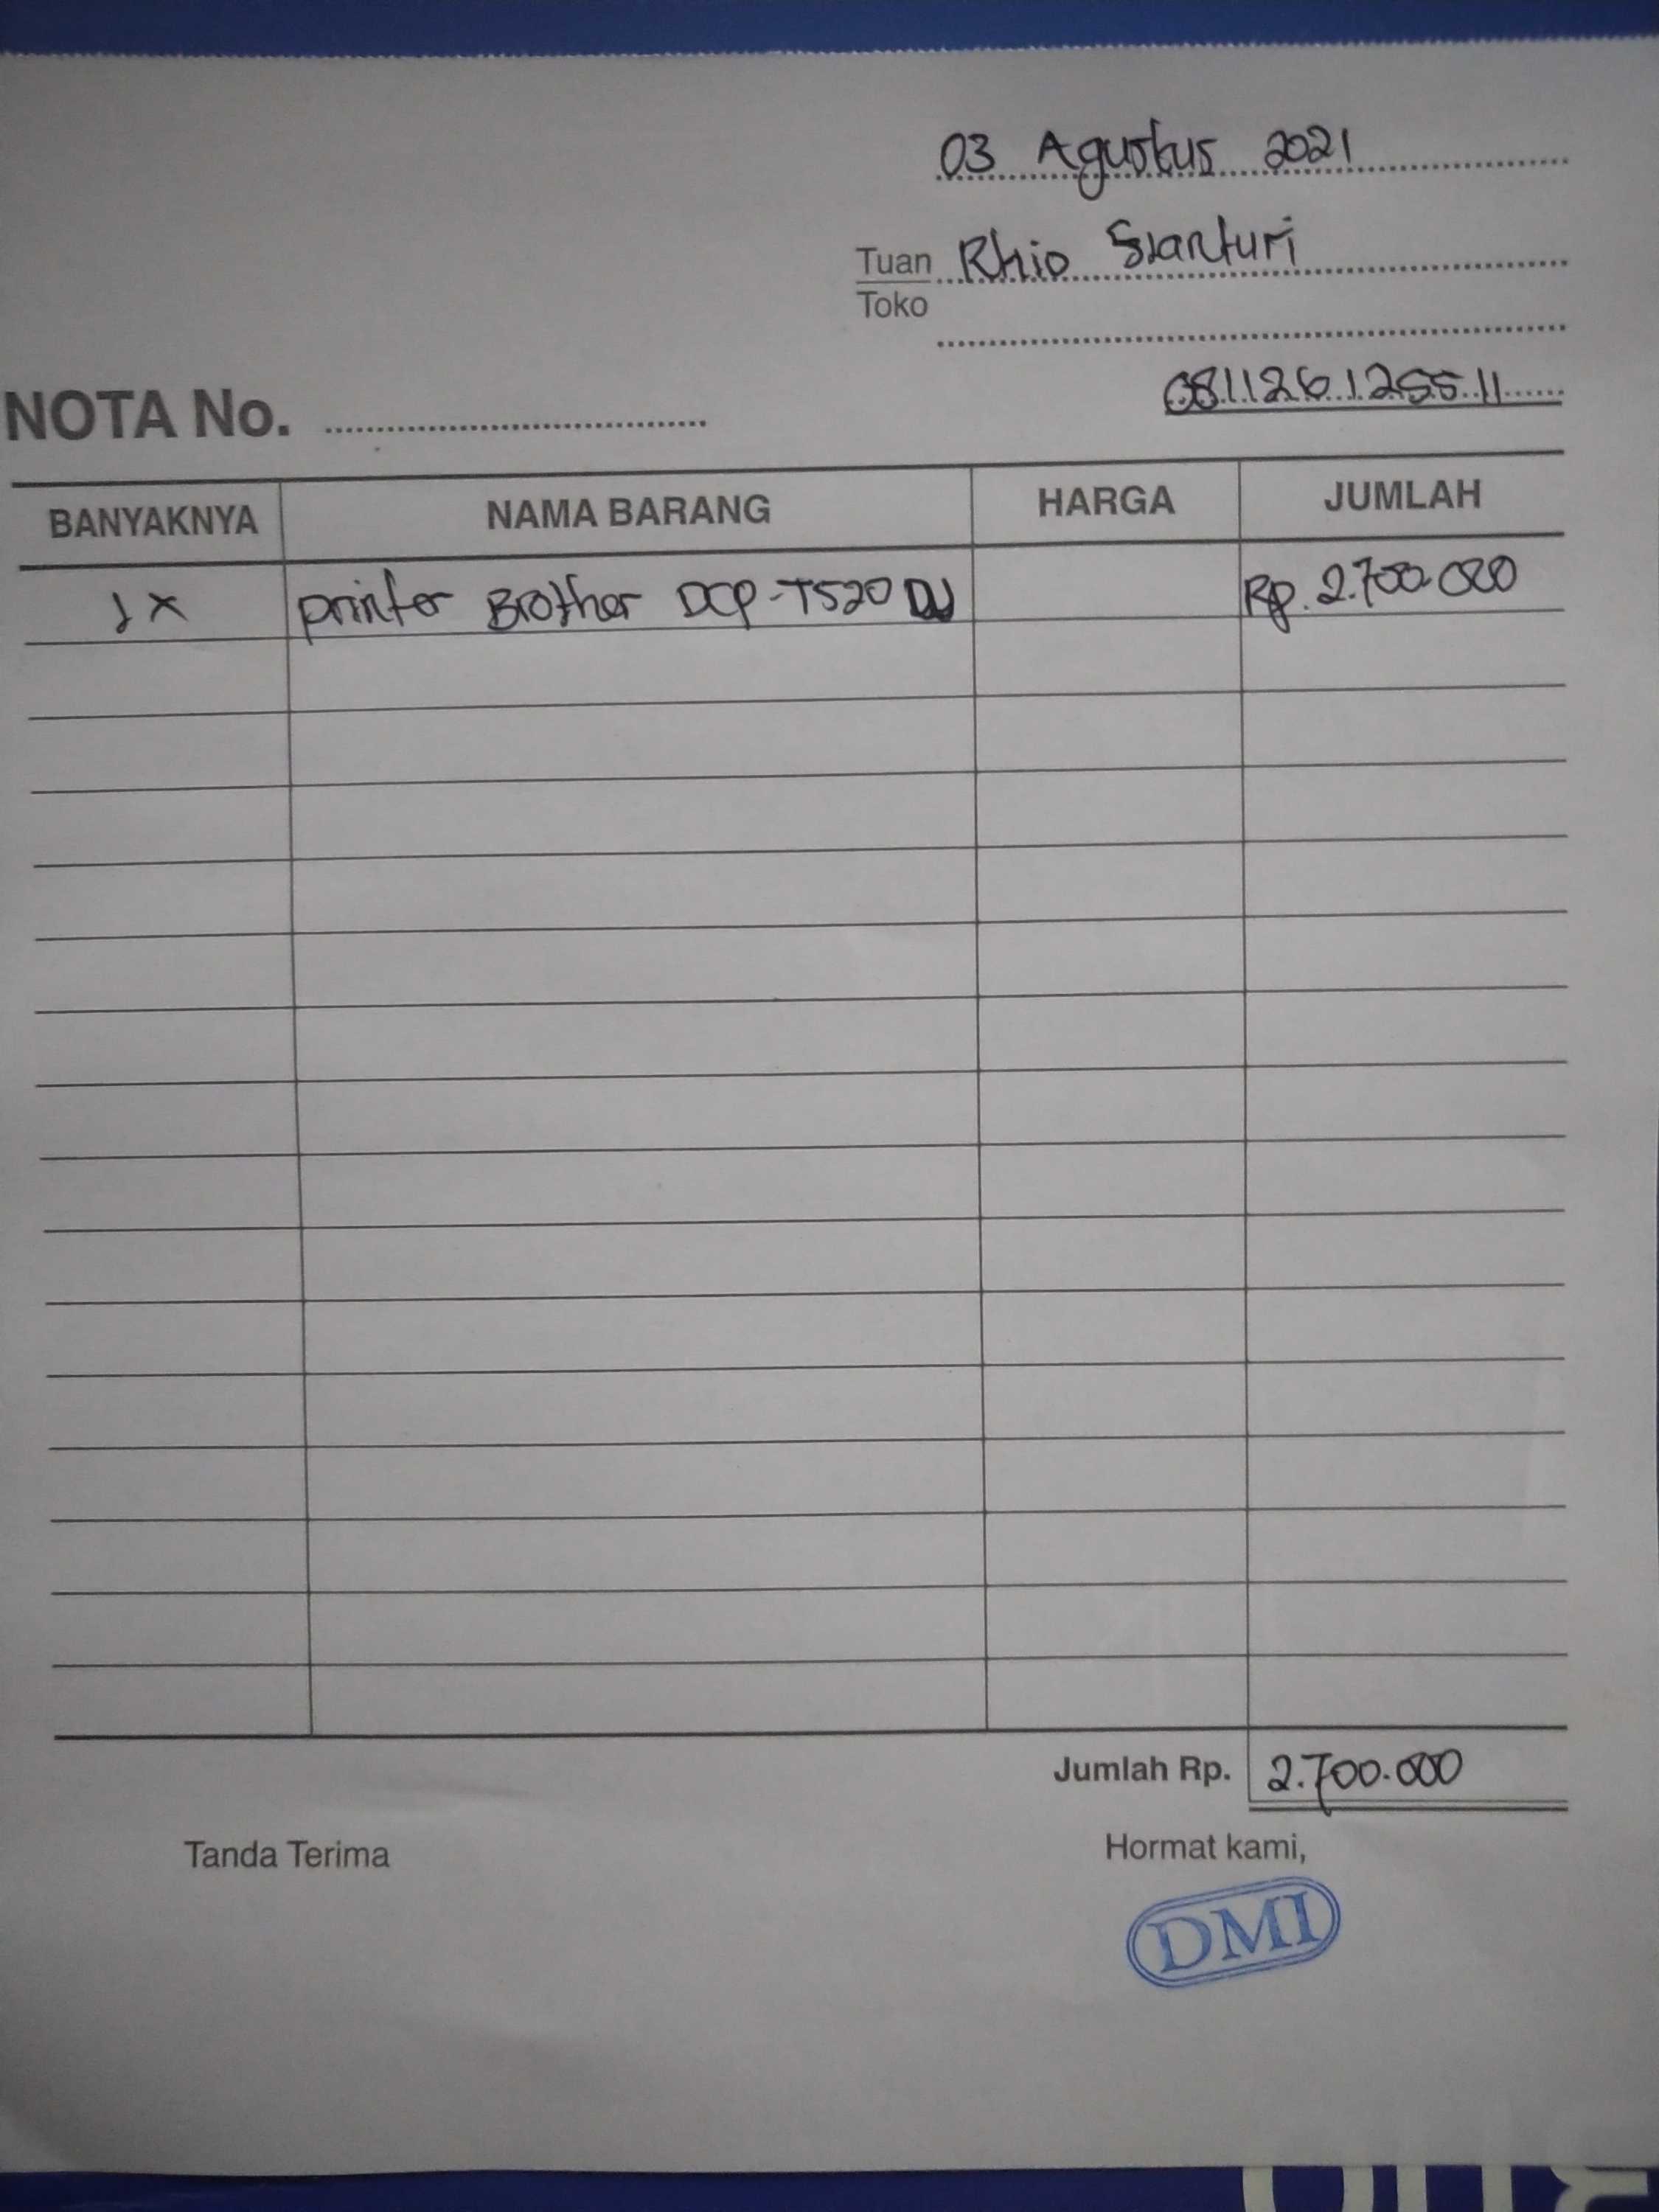 03 Agustus 2021
Tuan Rhio Sianturi
Toko
081126125511
NOTA No.
BANYAKNYA NAMA BARANG HARGA JUMLAH
1x printer Brother DCP-T520 Rp. 2.700.000
Jumlah Rp. 2.700.000
Tanda Terima Hormat kami,
DMI